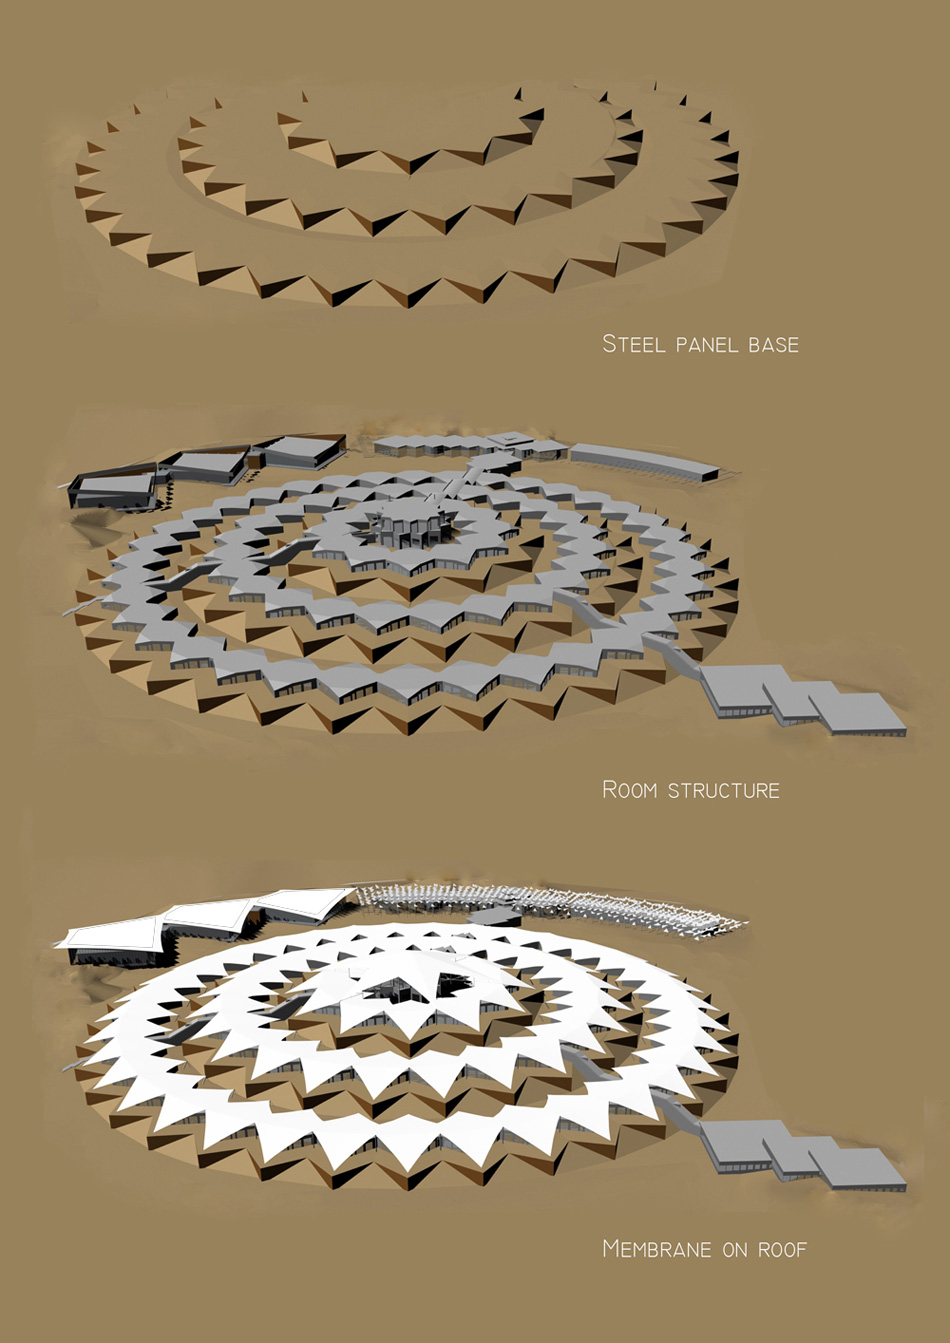 Steel panel base
Room structure
Membrane on roof